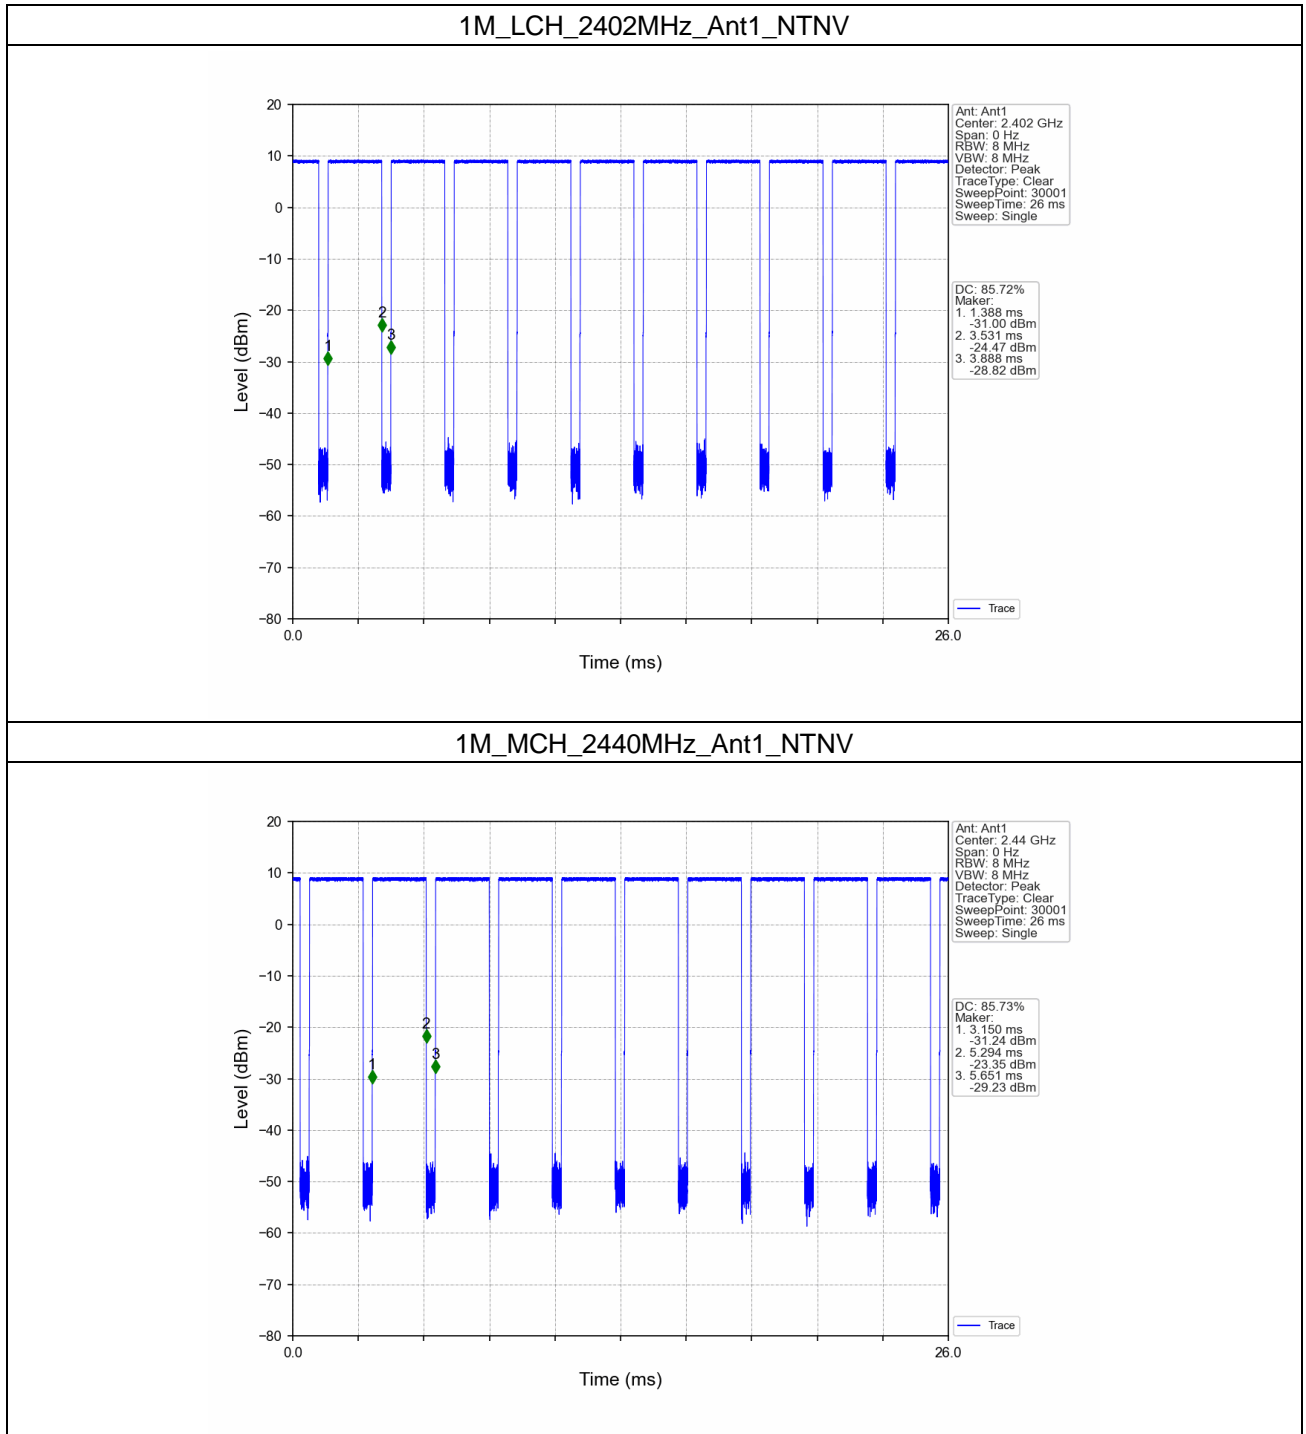 1M_LCH_2402MHz_Ant1_NTNV
20
10
0
−10
−20
−30
−40
−50
−60
−70
−80
Level (dBm)
0.0
26.0
Time (ms)
1
2
3
Ant: Ant1
Center: 2.402 GHz
Span: 0 Hz
RBW: 8 MHz
VBW: 8 MHz
Detector: Peak
TraceType: Clear
SweepPoint: 30001
SweepTime: 26 ms
Sweep: Single
DC: 85.72%
Maker:
1. 1.388 ms
-31.00 dBm
2. 3.531 ms
-24.47 dBm
3. 3.888 ms
-28.82 dBm
Trace
1M_MCH_2440MHz_Ant1_NTNV
20
10
0
−10
−20
−30
−40
−50
−60
−70
−80
Level (dBm)
0.0
26.0
Time (ms)
1
2
3
Ant: Ant1
Center: 2.44 GHz
Span: 0 Hz
RBW: 8 MHz
VBW: 8 MHz
Detector: Peak
TraceType: Clear
SweepPoint: 30001
SweepTime: 26 ms
Sweep: Single
DC: 85.73%
Maker:
1. 3.150 ms
-31.24 dBm
2. 5.294 ms
-23.35 dBm
3. 5.651 ms
-29.23 dBm
Trace